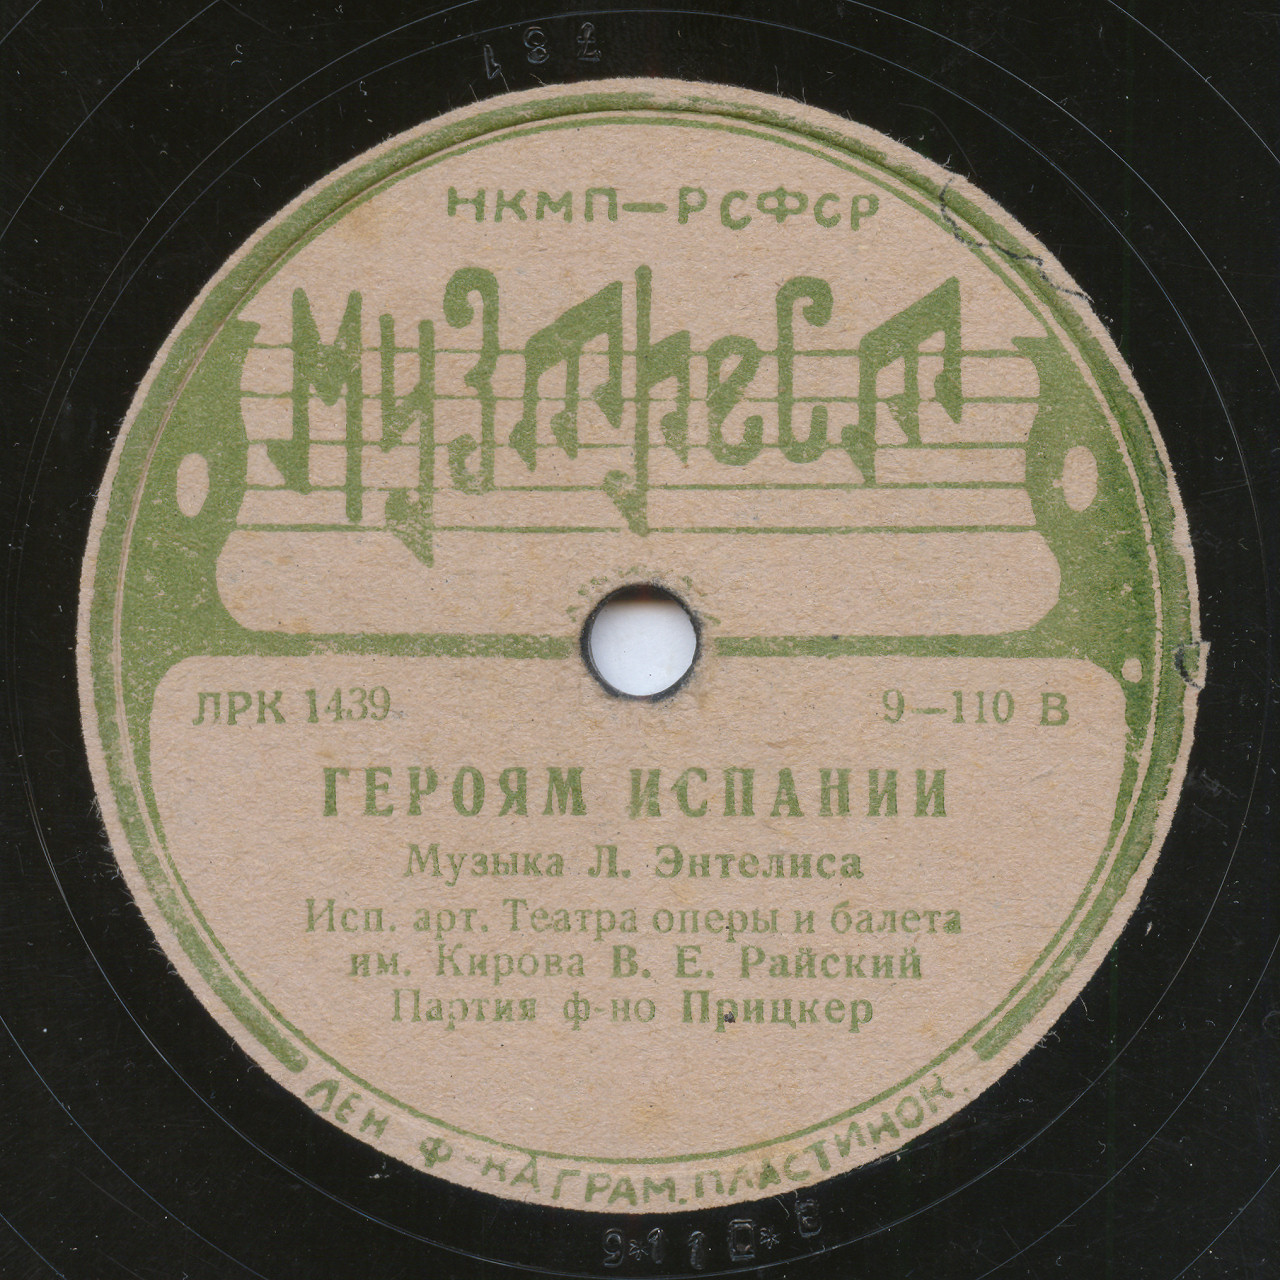 187
НКМП—РСФСР
Музтрест
ЛРК 1439
9—110 В
ГЕРОЯМ ИСПАНИИ
Музыка Л. Энтелиса
Исп. арт. Театра оперы и балета
им. Кирова В. Е. Райский
Партия ф-но Прицкер
ЛЕН Ф-КА ГРАМ. ПЛАСТИНОК.
9*110*В